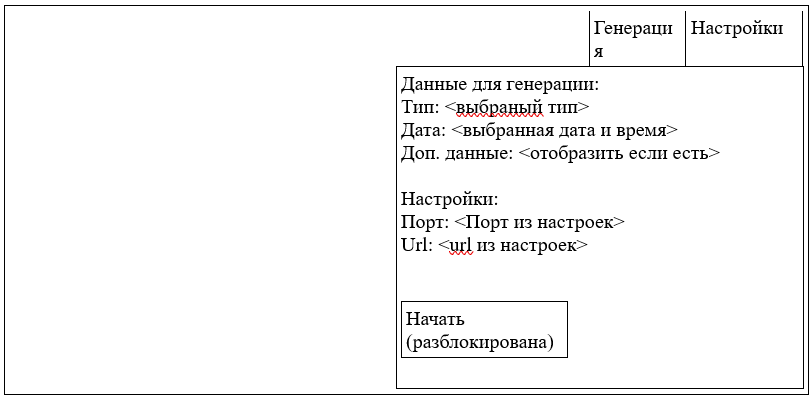 Генераци
я
Настройки
Данные для генерации:
Тип: <выбраный тип>
Дата: <выбранная дата и время>
Доп. данные: <отобразить если есть>
Настройки:
Порт: <Порт из настроек>
Url: <url из настроек>
Начать
(разблокирована)